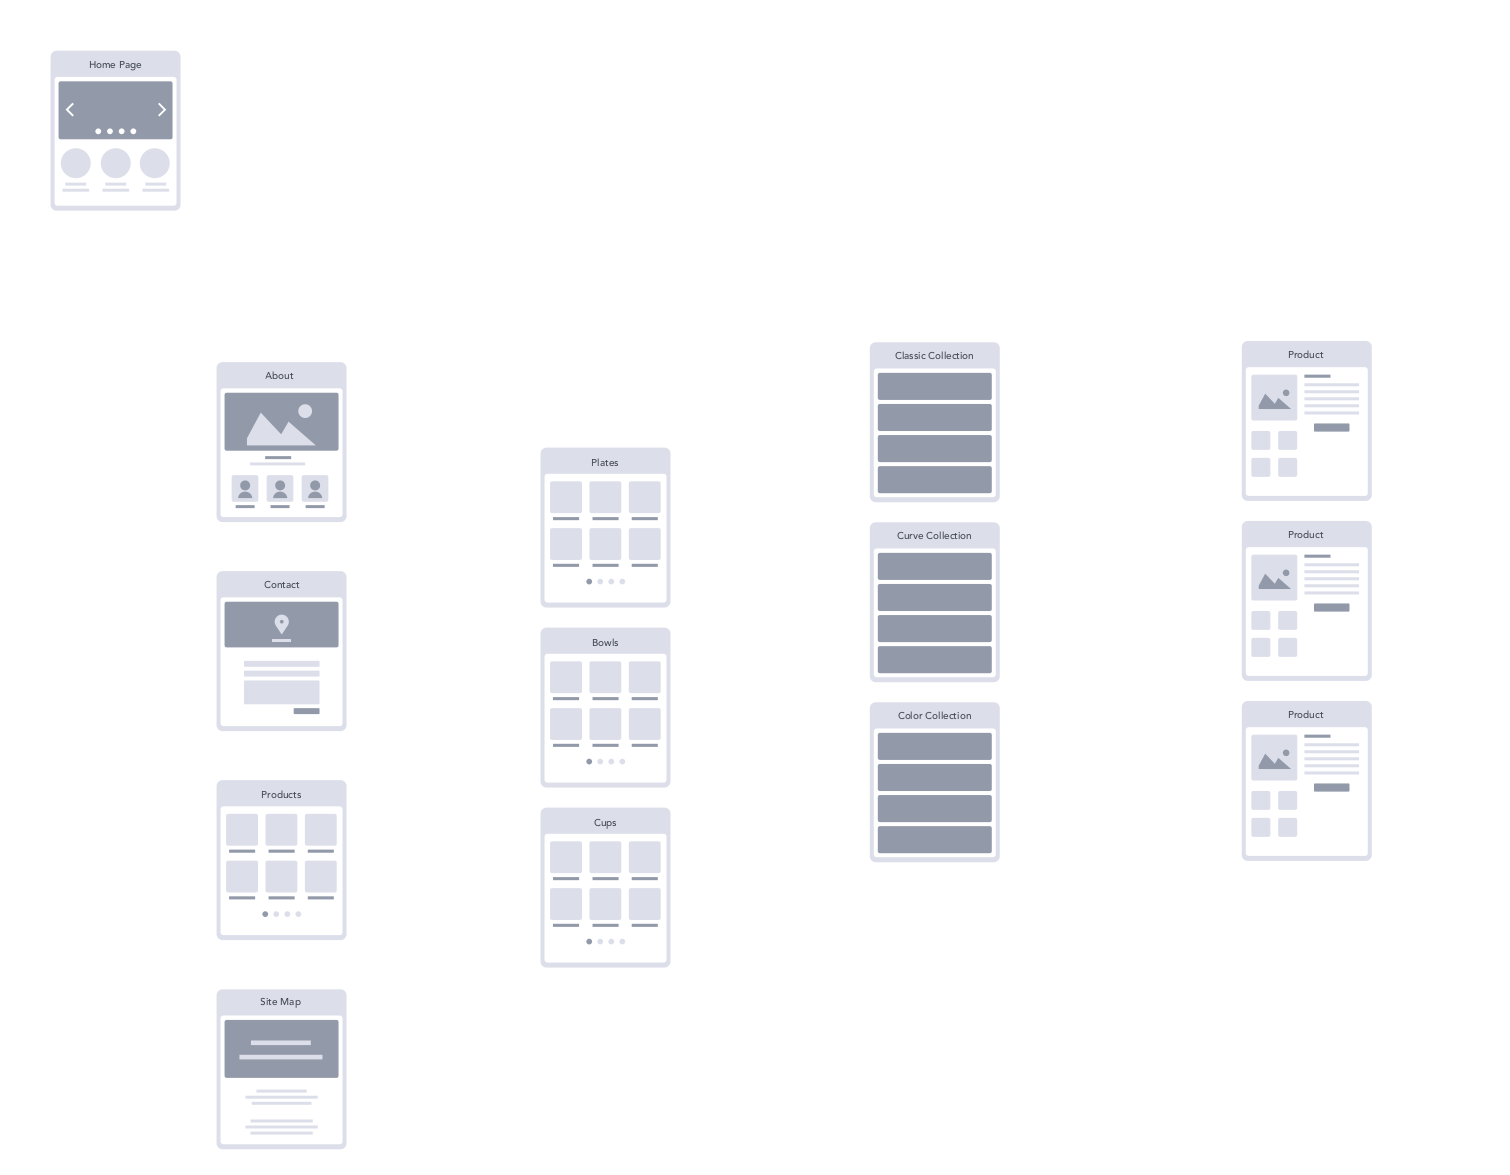 Home Page
About
Contact
Products
Site Map
Plates
Bowls
Cups
Classic Collection
Curve Collection
Color Collection
Product
Product
Product